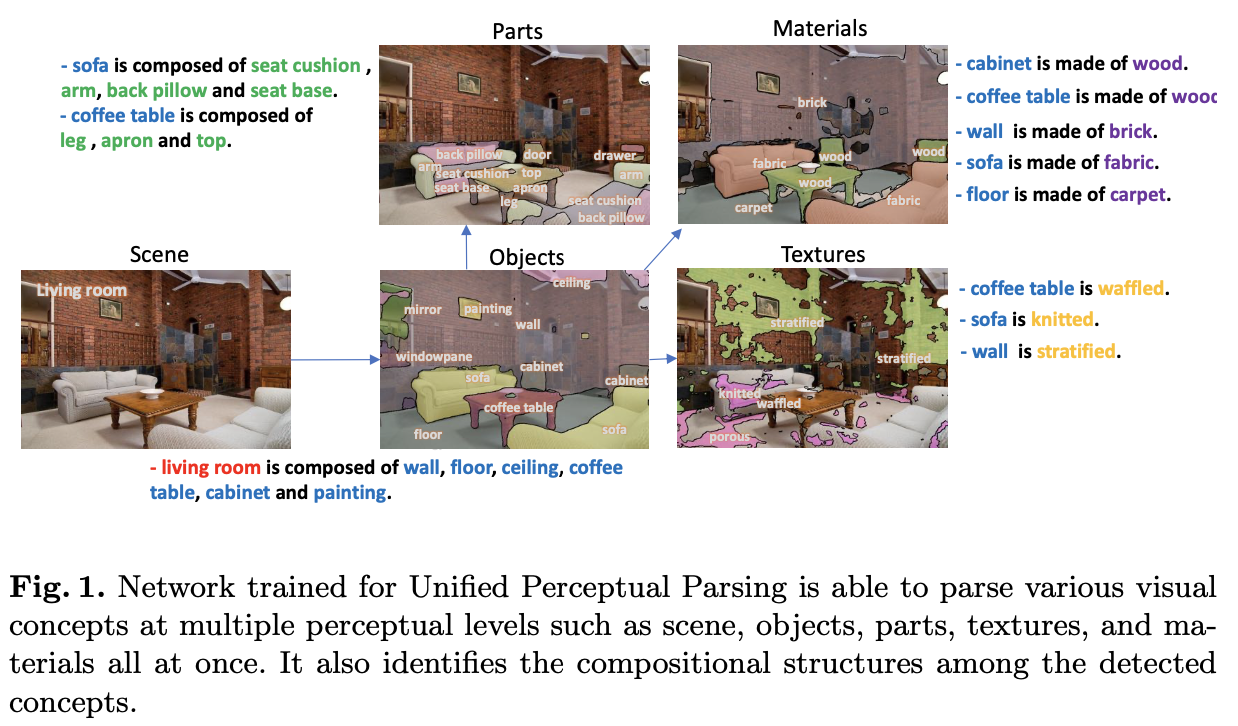 Parts
Materials
- sofa is composed of seat cushion ,
arm, back pillow and seat base.
- coffee table is composed of
leg , apron and top.
back pillow
door
drawer
arm
seat cushion
top
arm
seat base
apron
leg
seat cushion
back pillow
brick
fabric
wood
wood
wood
carpet
fabric
- cabinet is made of wood.
- coffee table is made of wood
- wall is made of brick.
- sofa is made of fabric.
- floor is made of carpet.
Scene
Objects
Textures
Living room
ceiling
mirror
painting
wall
windowpane
cabinet
sofa
cabinet
coffee table
floor
sofa
stratified
stratified
knitted
waffled
porous
- coffee table is waffled.
- sofa is knitted.
- wall is stratified.
- living room is composed of wall, floor, ceiling, coffee
table, cabinet and painting.
Fig. 1. Network trained for Unified Perceptual Parsing is able to parse various visual
concepts at multiple perceptual levels such as scene, objects, parts, textures, and ma-
terials all at once. It also identifies the compositional structures among the detected
concepts.